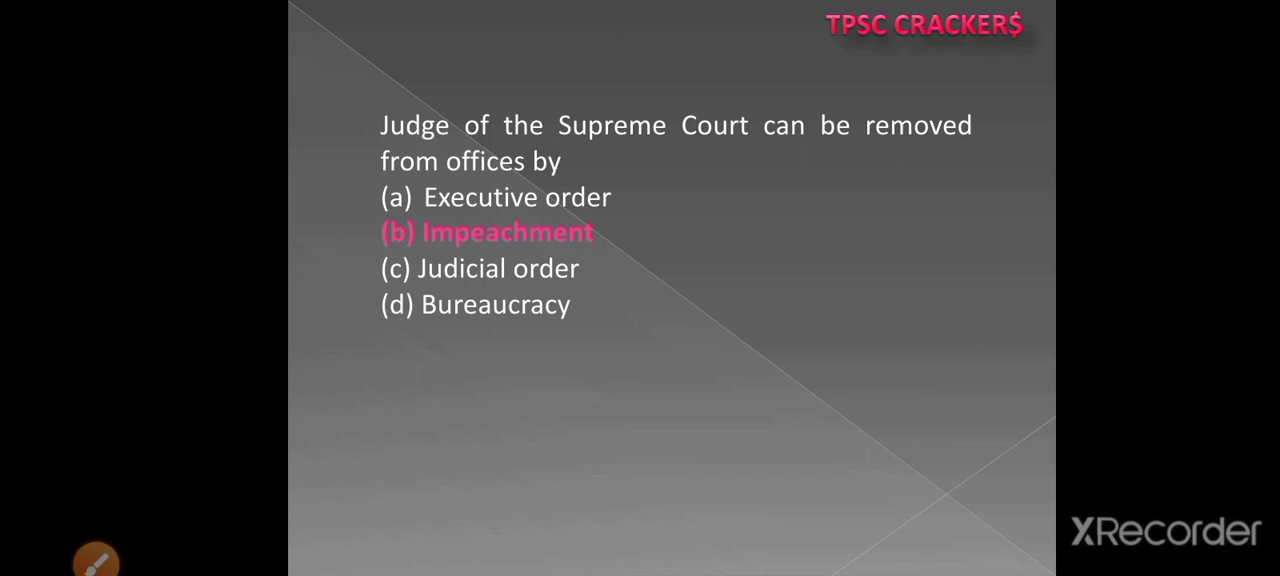 TPSC CRACKER$
Judge of the Supreme Court can be removed
from offices by
(a) Executive order
(b) Impeachment
(c) Judicial order
(d) Bureaucracy
XRecorder